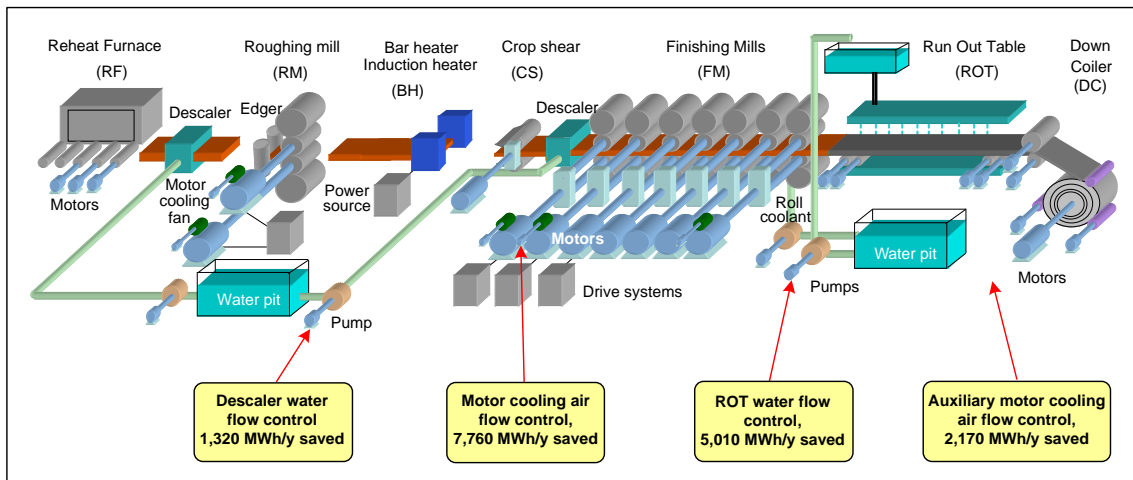 Reheat Furnace
(RF)
Roughing mill
(RM)
Bar heater
Induction heater
(BH)
Crop shear
(CS)
Finishing Mills
(FM)
Run Out Table
(ROT)
Down
Coiler
(DC)
Descaler
Edger
Descaler
Motors
Motor
cooling
fan
Power
source
Motors
Roll
coolant
Water pit
Water pit
Pump
Drive systems
Pumps
Motors
Descaler water
flow control
1,320 MWh/y saved
Motor cooling air
flow control,
7,760 MWh/y saved
ROT water flow
control,
5,010 MWh/y saved
Auxiliary motor cooling
air flow control,
2,170 MWh/y saved